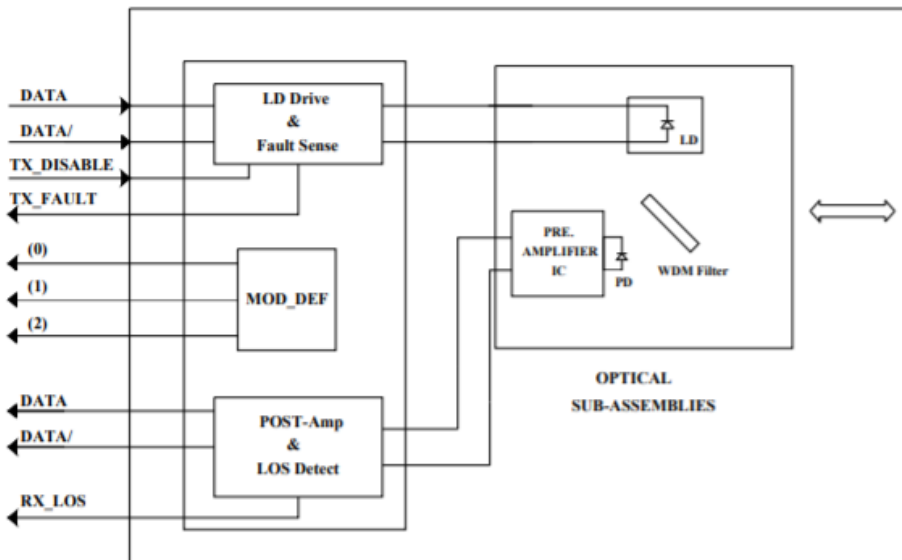 DATA
DATA/
TX_DISABLE
TX_FAULT
(0)
(1)
(2)
DATA
DATA/
RX_LOS
LD Drive
&
Fault Sense
MOD_DEF
POST-Amp
&
LOS Detect
LD
PRE.
AMPLIFIER
IC
PD
WDM Filter
OPTICAL
SUB-ASSEMBLIES